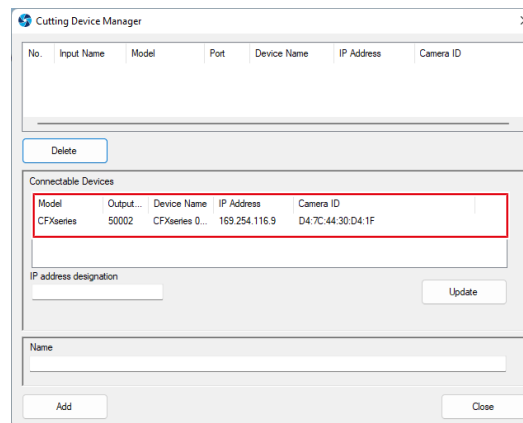 Cutting Device Manager
No. Input Name Model Port Device Name IP Address Camera ID
Delete
Connectable Devices
Model Output... Device Name IP Address Camera ID
CFXseries 50002 CFXseries 0... 169.254.116.9 D4:7C:44:30:D4:1F
IP address designation
Update
Name
Add Close